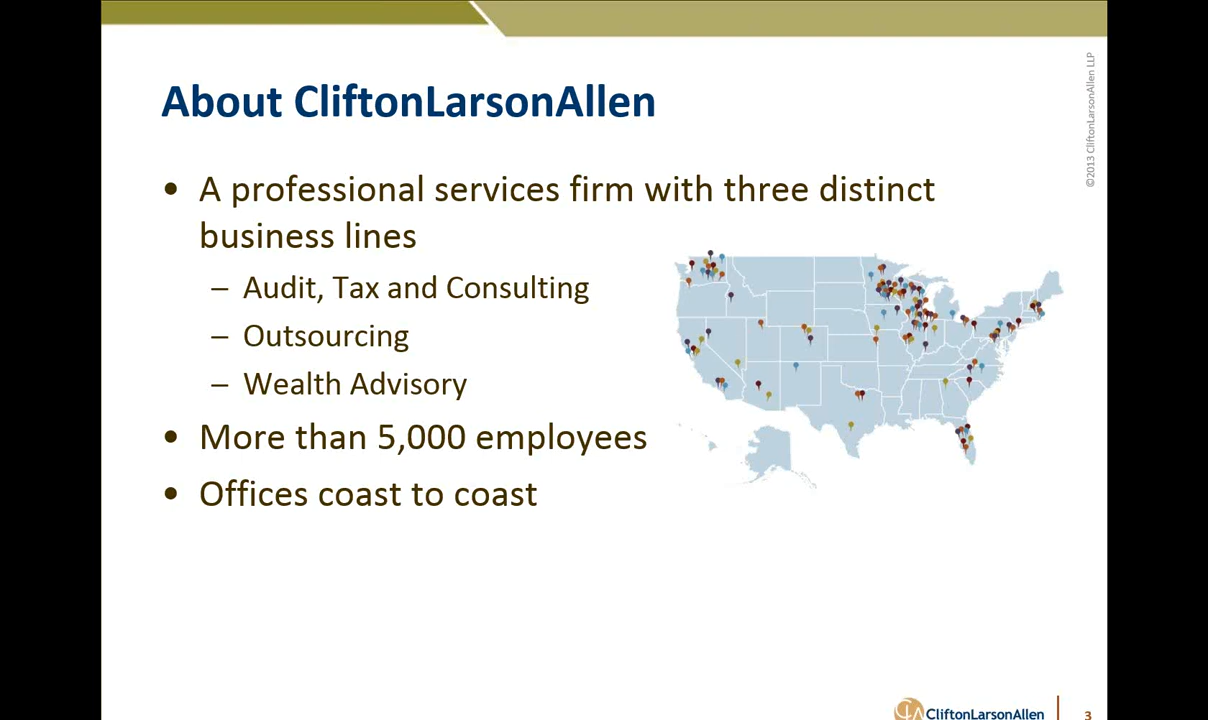 About CliftonLarsonAllen
• A professional services firm with three distinct
business lines
– Audit, Tax and Consulting
– Outsourcing
– Wealth Advisory
• More than 5,000 employees
• Offices coast to coast
©2013 CliftonLarsonAllen LLP
CliftonLarsonAllen
3